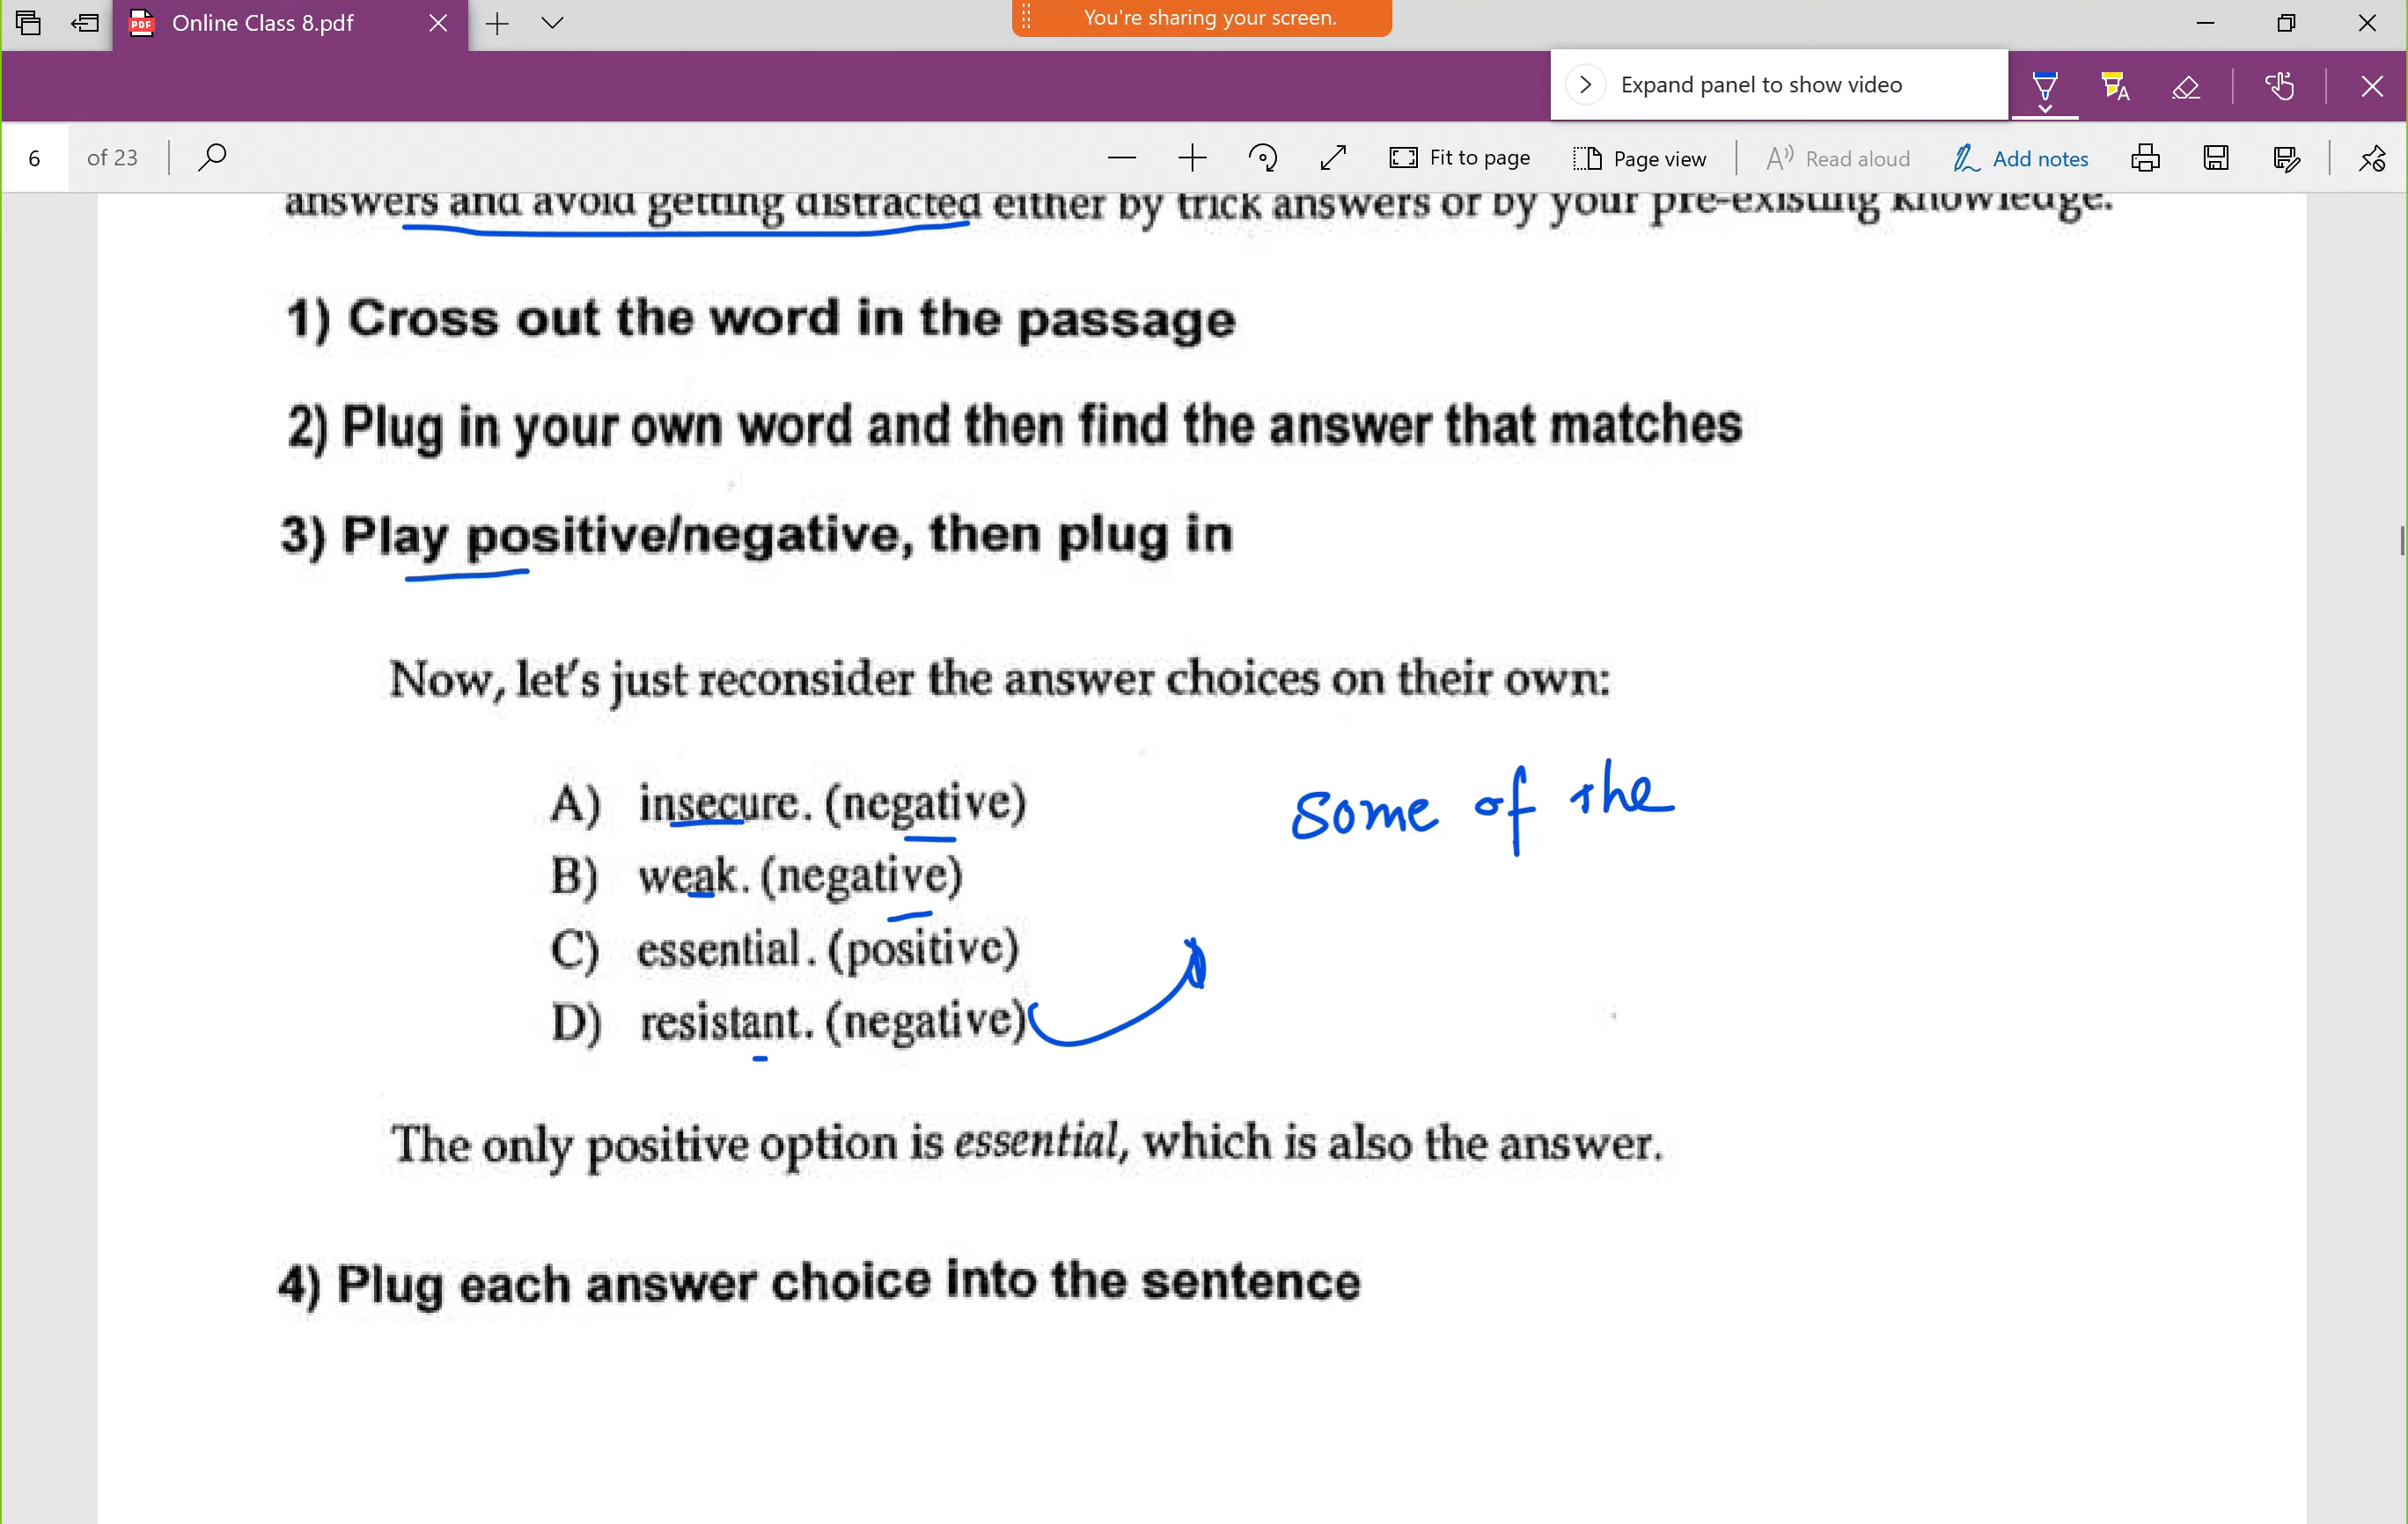 Online Class 8.pdf
You're sharing your screen.
Expand panel to show video
6 of 23
Fit to page
Page view
Read aloud
Add notes
answers and avoid getting distracted either by trick answers or by your pre-existing knowledge.
1) Cross out the word in the passage
2) Plug in your own word and then find the answer that matches
3) Play positive/negative, then plug in
Now, let's just reconsider the answer choices on their own:
A) insecure. (negative)
some of the
B) weak. (negative)
C) essential. (positive)
D) resistant. (negative)
The only positive option is essential, which is also the answer.
4) Plug each answer choice into the sentence